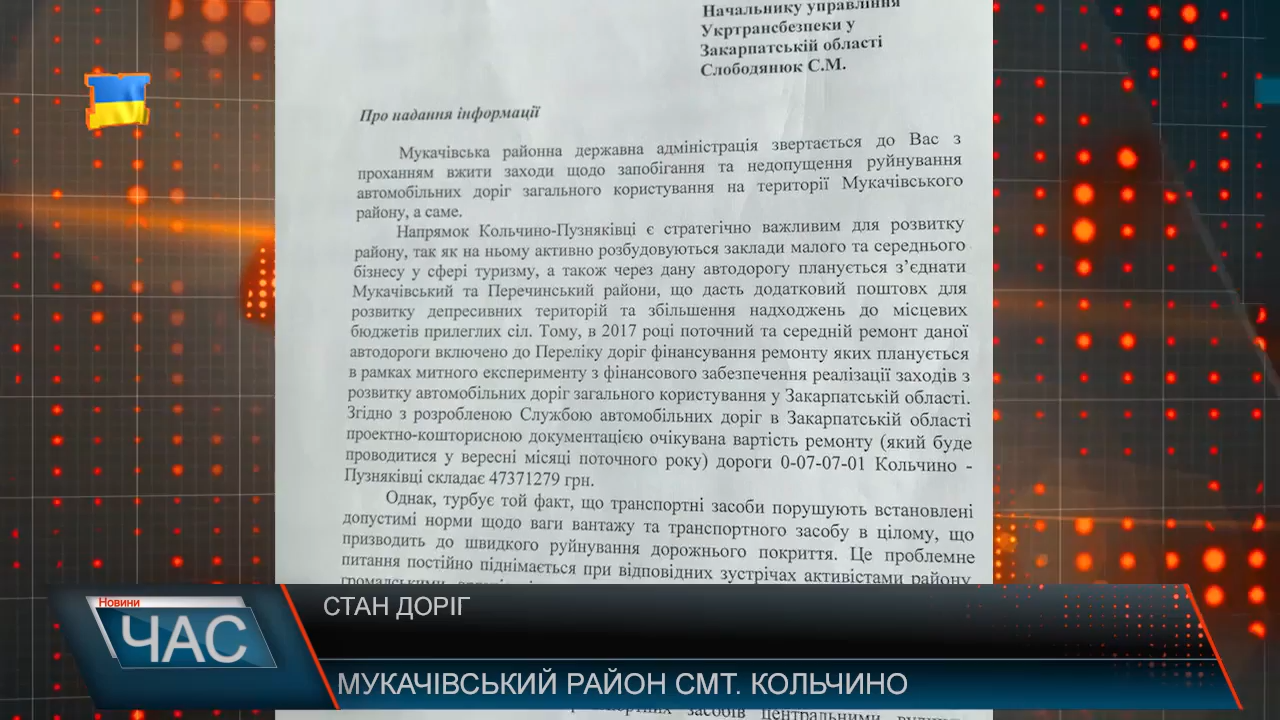 Начальнику управління
Укртрансбезпеки у
Закарпатській області
Слободянюк С.М.
Про надання інформації
Мукачівська районна державна адміністрація звертається до Вас з
проханням вжити заходи щодо запобігання та недопущення руйнування
автомобільних доріг загального користування на території Мукачівського
району, а саме.
Напрямок Кольчино-Пузняківці є стратегічно важливим для розвитку
району, так як на ньому активно розбудовуються заклади малого та середнього
бізнесу у сфері туризму, а також через дану автодорогу планується з’єднати
Мукачівський та Перечинський райони, що дасть додатковий поштовх для
розвитку депресивних територій та збільшення надходжень до місцевих
бюджетів прилеглих сіл. Тому, в 2017 році поточний та середній ремонт даної
автодороги включено до Переліку доріг фінансування ремонту яких планується
в рамках митного експерименту з фінансового забезпечення реалізації заходів з
розвитку автомобільних доріг загального користування у Закарпатській області.
Згідно з розробленою Службою автомобільних доріг в Закарпатській області
проектно-кошторисною документацією очікувана вартість ремонту (який буде
проводитися у вересні місяці поточного року) дороги 0-07-07-01 Кольчино -
Пузняківці складає 47371279 грн.
Однак, турбує той факт, що транспортні засоби порушують встановлені
допустимі норми щодо ваги вантажу та транспортного засобу в цілому, що
призводить до швидкого руйнування дорожнього покриття. Це проблемне
питання постійно піднімається при відповідних зустрічах активістами району,
Новини
ЧАС
СТАН ДОРІГ
МУКАЧІВСЬКИЙ РАЙОН СМТ. КОЛЬЧИНО
засобів центральними